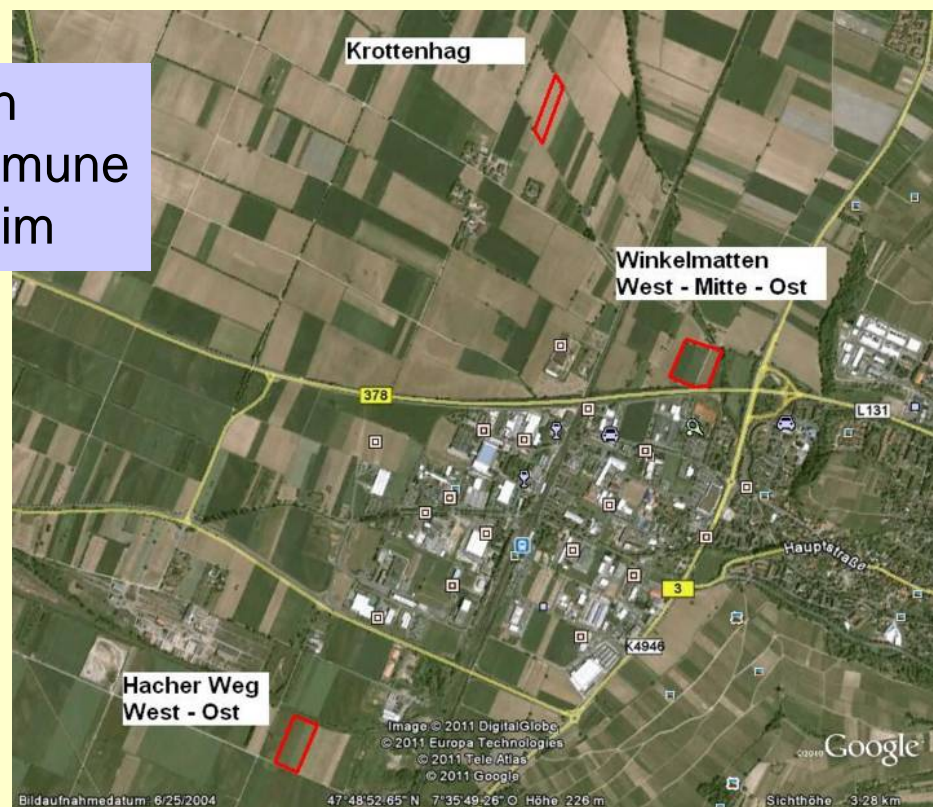 Krottenhag
n
mune
im
Winkelmatten
West - Mitte - Ost
378
L131
Hauptstraße
3
K4946
Hacher Weg
West - Ost
Image © 2011 DigitalGlobe
© 2011 Europa Technologies
© 2011 Tele Atlas
© 2011 Google
©2010 Google
Bildaufnahmedatum: 6/25/2004 47°48'52,65" N 7°35'49,26" O Höhe 226 m Sichthöhe 3.28 km